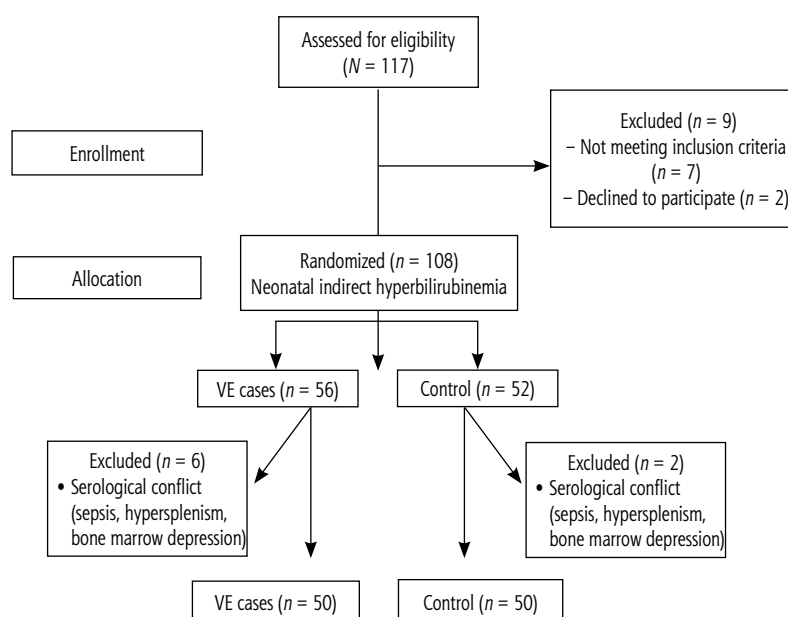 Assessed for eligibility
(N = 117)
Excluded (n = 9)
– Not meeting inclusion criteria
(n = 7)
– Declined to participate (n = 2)
Enrollment
Randomized (n = 108)
Neonatal indirect hyperbilirubinemia
Allocation
VE cases (n = 56)
Control (n = 52)
Excluded (n = 6)
• Serological conflict
(sepsis, hypersplenism,
bone marrow depression)
Excluded (n = 2)
• Serological conflict
(sepsis, hypersplenism,
bone marrow depression)
VE cases (n = 50)
Control (n = 50)